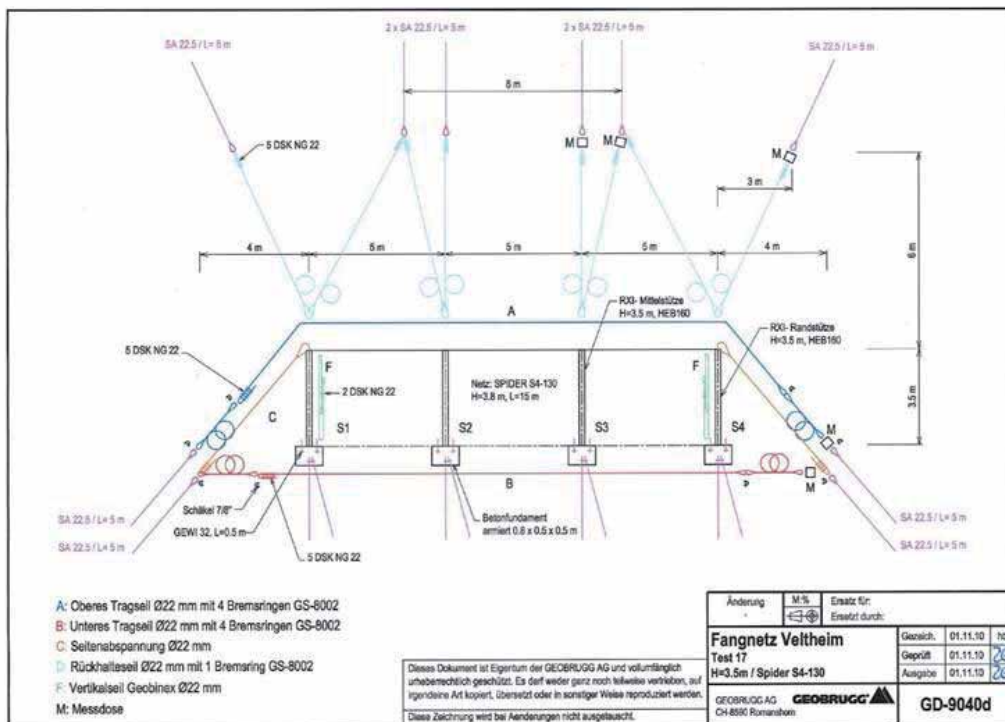 SA 22.5 / L= 5 m
2 x SA 22.5 / L= 5 m
2 x SA 22.5 / L= 5 m
SA 22.5 / L= 5 m
8 m
5 DSK NG 22
M
M
M
3 m
4 m
5 m
5 m
5 m
4 m
6 m
A
RXI- Mittelstütze
H=3.5 m, HEB160
RXI- Randstütze
H=3.5 m, HEB160
5 DSK NG 22
F
2 DSK NG 22
Netz: SPIDER S4-130
H=3.8 m, L=15 m
F
3.5 m
C
S1
S2
S3
S4
M
B
M
Schäkel 7/8"
GEWI 32, L=0.5 m
Betonfundament
armiert 0.8 x 0.5 x 0.5 m
5 DSK NG 22
SA 22.5 / L= 5 m
SA 22.5 / L= 5 m
SA 22.5 / L= 5 m
SA 22.5 / L= 5 m
A: Oberes Tragseil Ø22 mm mit 4 Bremsringen GS-8002
B: Unteres Tragseil Ø22 mm mit 4 Bremsringen GS-8002
C: Seitenabspannung Ø22 mm
D: Rückhalteseil Ø22 mm mit 1 Bremsring GS-8002
F: Vertikalseil Geobinex Ø22 mm
M: Messdose
Dieses Dokument ist Eigentum der GEOBRUGG AG und vollumfänglich
urheberrechtlich geschützt. Es darf weder ganz noch teilweise vertrieben, auf
irgendeine Art kopiert, übersetzt oder in sonstiger Weise reproduziert werden.
Diese Zeichnung wird bei Aenderungen nicht ausgetauscht.
Änderung
M:%
Ersatz für:
Ersetzt durch:
Fangnetz Veltheim
Test 17
H=3.5m / Spider S4-130
Gezeich. 01.11.10
Geprüft 01.11.10
Ausgabe 01.11.10
GEOBRUGG AG
CH-8590 Romanshorn
GEOBRUGG
GD-9040d